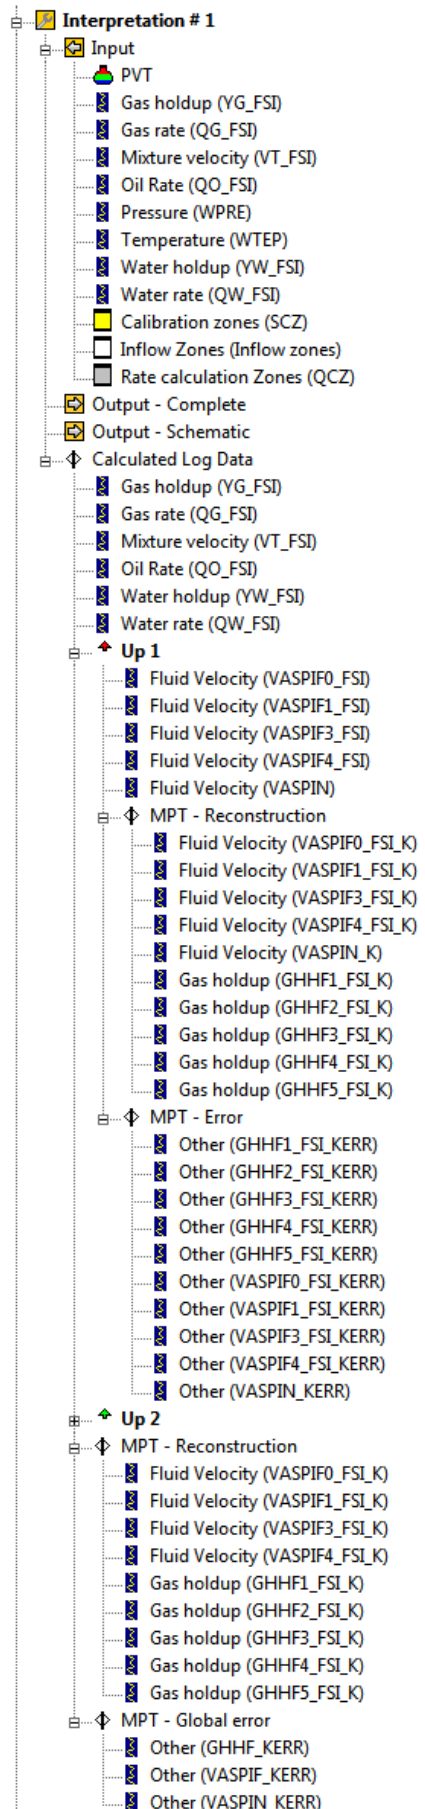 Interpretation # 1
Input
PVT
Gas holdup (YG_FSI)
Gas rate (QG_FSI)
Mixture velocity (VT_FSI)
Oil Rate (QO_FSI)
Pressure (WPRE)
Temperature (WTEP)
Water holdup (YW_FSI)
Water rate (QW_FSI)
Calibration zones (SCZ)
Inflow Zones (Inflow zones)
Rate calculation Zones (QCZ)
Output - Complete
Output - Schematic
Calculated Log Data
Gas holdup (YG_FSI)
Gas rate (QG_FSI)
Mixture velocity (VT_FSI)
Oil Rate (QO_FSI)
Water holdup (YW_FSI)
Water rate (QW_FSI)
Up 1
Fluid Velocity (VASPIF0_FSI)
Fluid Velocity (VASPIF1_FSI)
Fluid Velocity (VASPIF3_FSI)
Fluid Velocity (VASPIF4_FSI)
Fluid Velocity (VASPIN)
MPT - Reconstruction
Fluid Velocity (VASPIF0_FSI_K)
Fluid Velocity (VASPIF1_FSI_K)
Fluid Velocity (VASPIF3_FSI_K)
Fluid Velocity (VASPIF4_FSI_K)
Fluid Velocity (VASPIN_K)
Gas holdup (GHHF1_FSI_K)
Gas holdup (GHHF2_FSI_K)
Gas holdup (GHHF3_FSI_K)
Gas holdup (GHHF4_FSI_K)
Gas holdup (GHHF5_FSI_K)
MPT - Error
Other (GHHF1_FSI_KERR)
Other (GHHF2_FSI_KERR)
Other (GHHF3_FSI_KERR)
Other (GHHF4_FSI_KERR)
Other (GHHF5_FSI_KERR)
Other (VASPIF0_FSI_KERR)
Other (VASPIF1_FSI_KERR)
Other (VASPIF3_FSI_KERR)
Other (VASPIF4_FSI_KERR)
Other (VASPIN_KERR)
Up 2
MPT - Reconstruction
Fluid Velocity (VASPIF0_FSI_K)
Fluid Velocity (VASPIF1_FSI_K)
Fluid Velocity (VASPIF3_FSI_K)
Fluid Velocity (VASPIF4_FSI_K)
Gas holdup (GHHF1_FSI_K)
Gas holdup (GHHF2_FSI_K)
Gas holdup (GHHF3_FSI_K)
Gas holdup (GHHF4_FSI_K)
Gas holdup (GHHF5_FSI_K)
MPT - Global error
Other (GHHF_KERR)
Other (VASPIF_KERR)
Other (VASPIN_KERR)